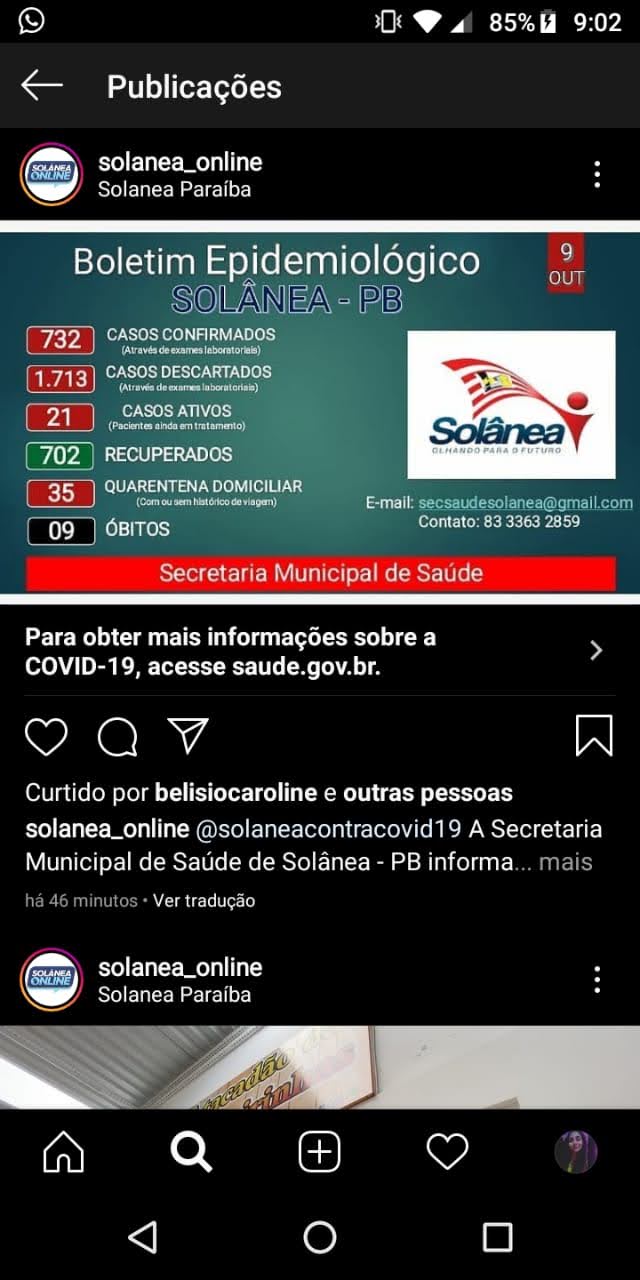 85% 9:02
Publicações
SOLÂNEA
ONLINE
solanea_online
Solanea Paraíba
Boletim Epidemiológico
SOLÂNEA - PB
9
OUT
732 CASOS CONFIRMADOS
(Através de exames laboratoriais)
1.713 CASOS DESCARTADOS
(Através de exames laboratoriais)
21 CASOS ATIVOS
(Pacientes ainda em tratamento)
702 RECUPERADOS
35 QUARENTENA DOMICILIAR
(Com ou sem histórico de viagem)
09 ÓBITOS
Solânea
OLHANDO PARA O FUTURO
E-mail: secsaudesolanea@gmail.com
Contato: 83 3363 2859
Secretaria Municipal de Saúde
Para obter mais informações sobre a
COVID-19, acesse saude.gov.br.
Curtido por belisiocaroline e outras pessoas
solanea_online @solaneacontracovid19 A Secretaria
Municipal de Saúde de Solânea - PB informa... mais
há 46 minutos • Ver tradução
SOLÂNEA
ONLINE
solanea_online
Solanea Paraíba